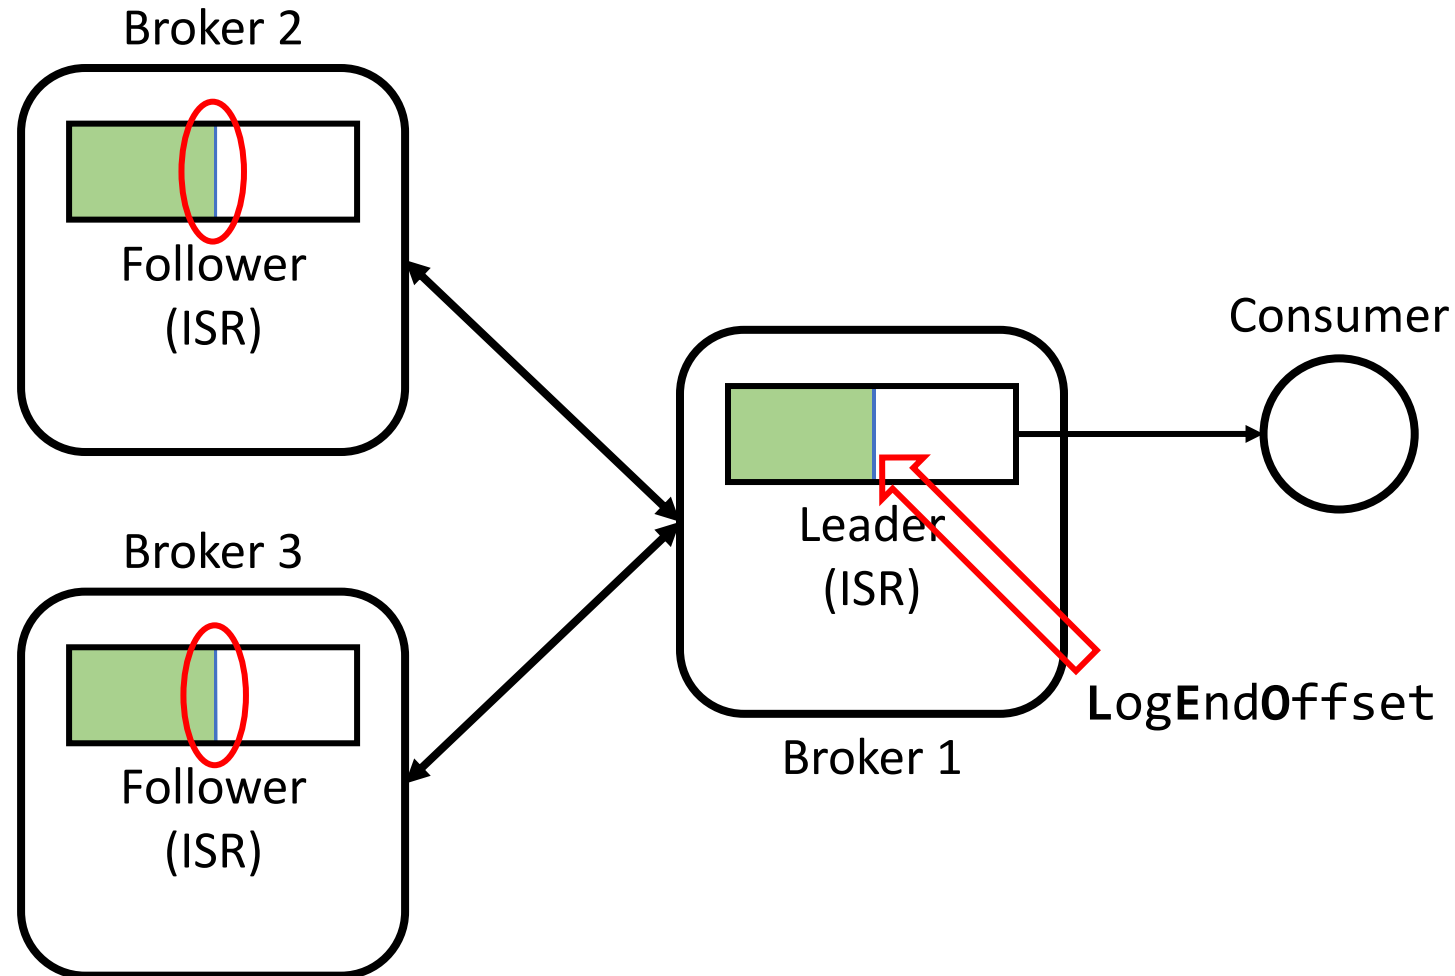 Broker 2
Follower
(ISR)
Broker 3
Follower
(ISR)
Leader
(ISR)
Broker 1
LogEndOffset
Consumer